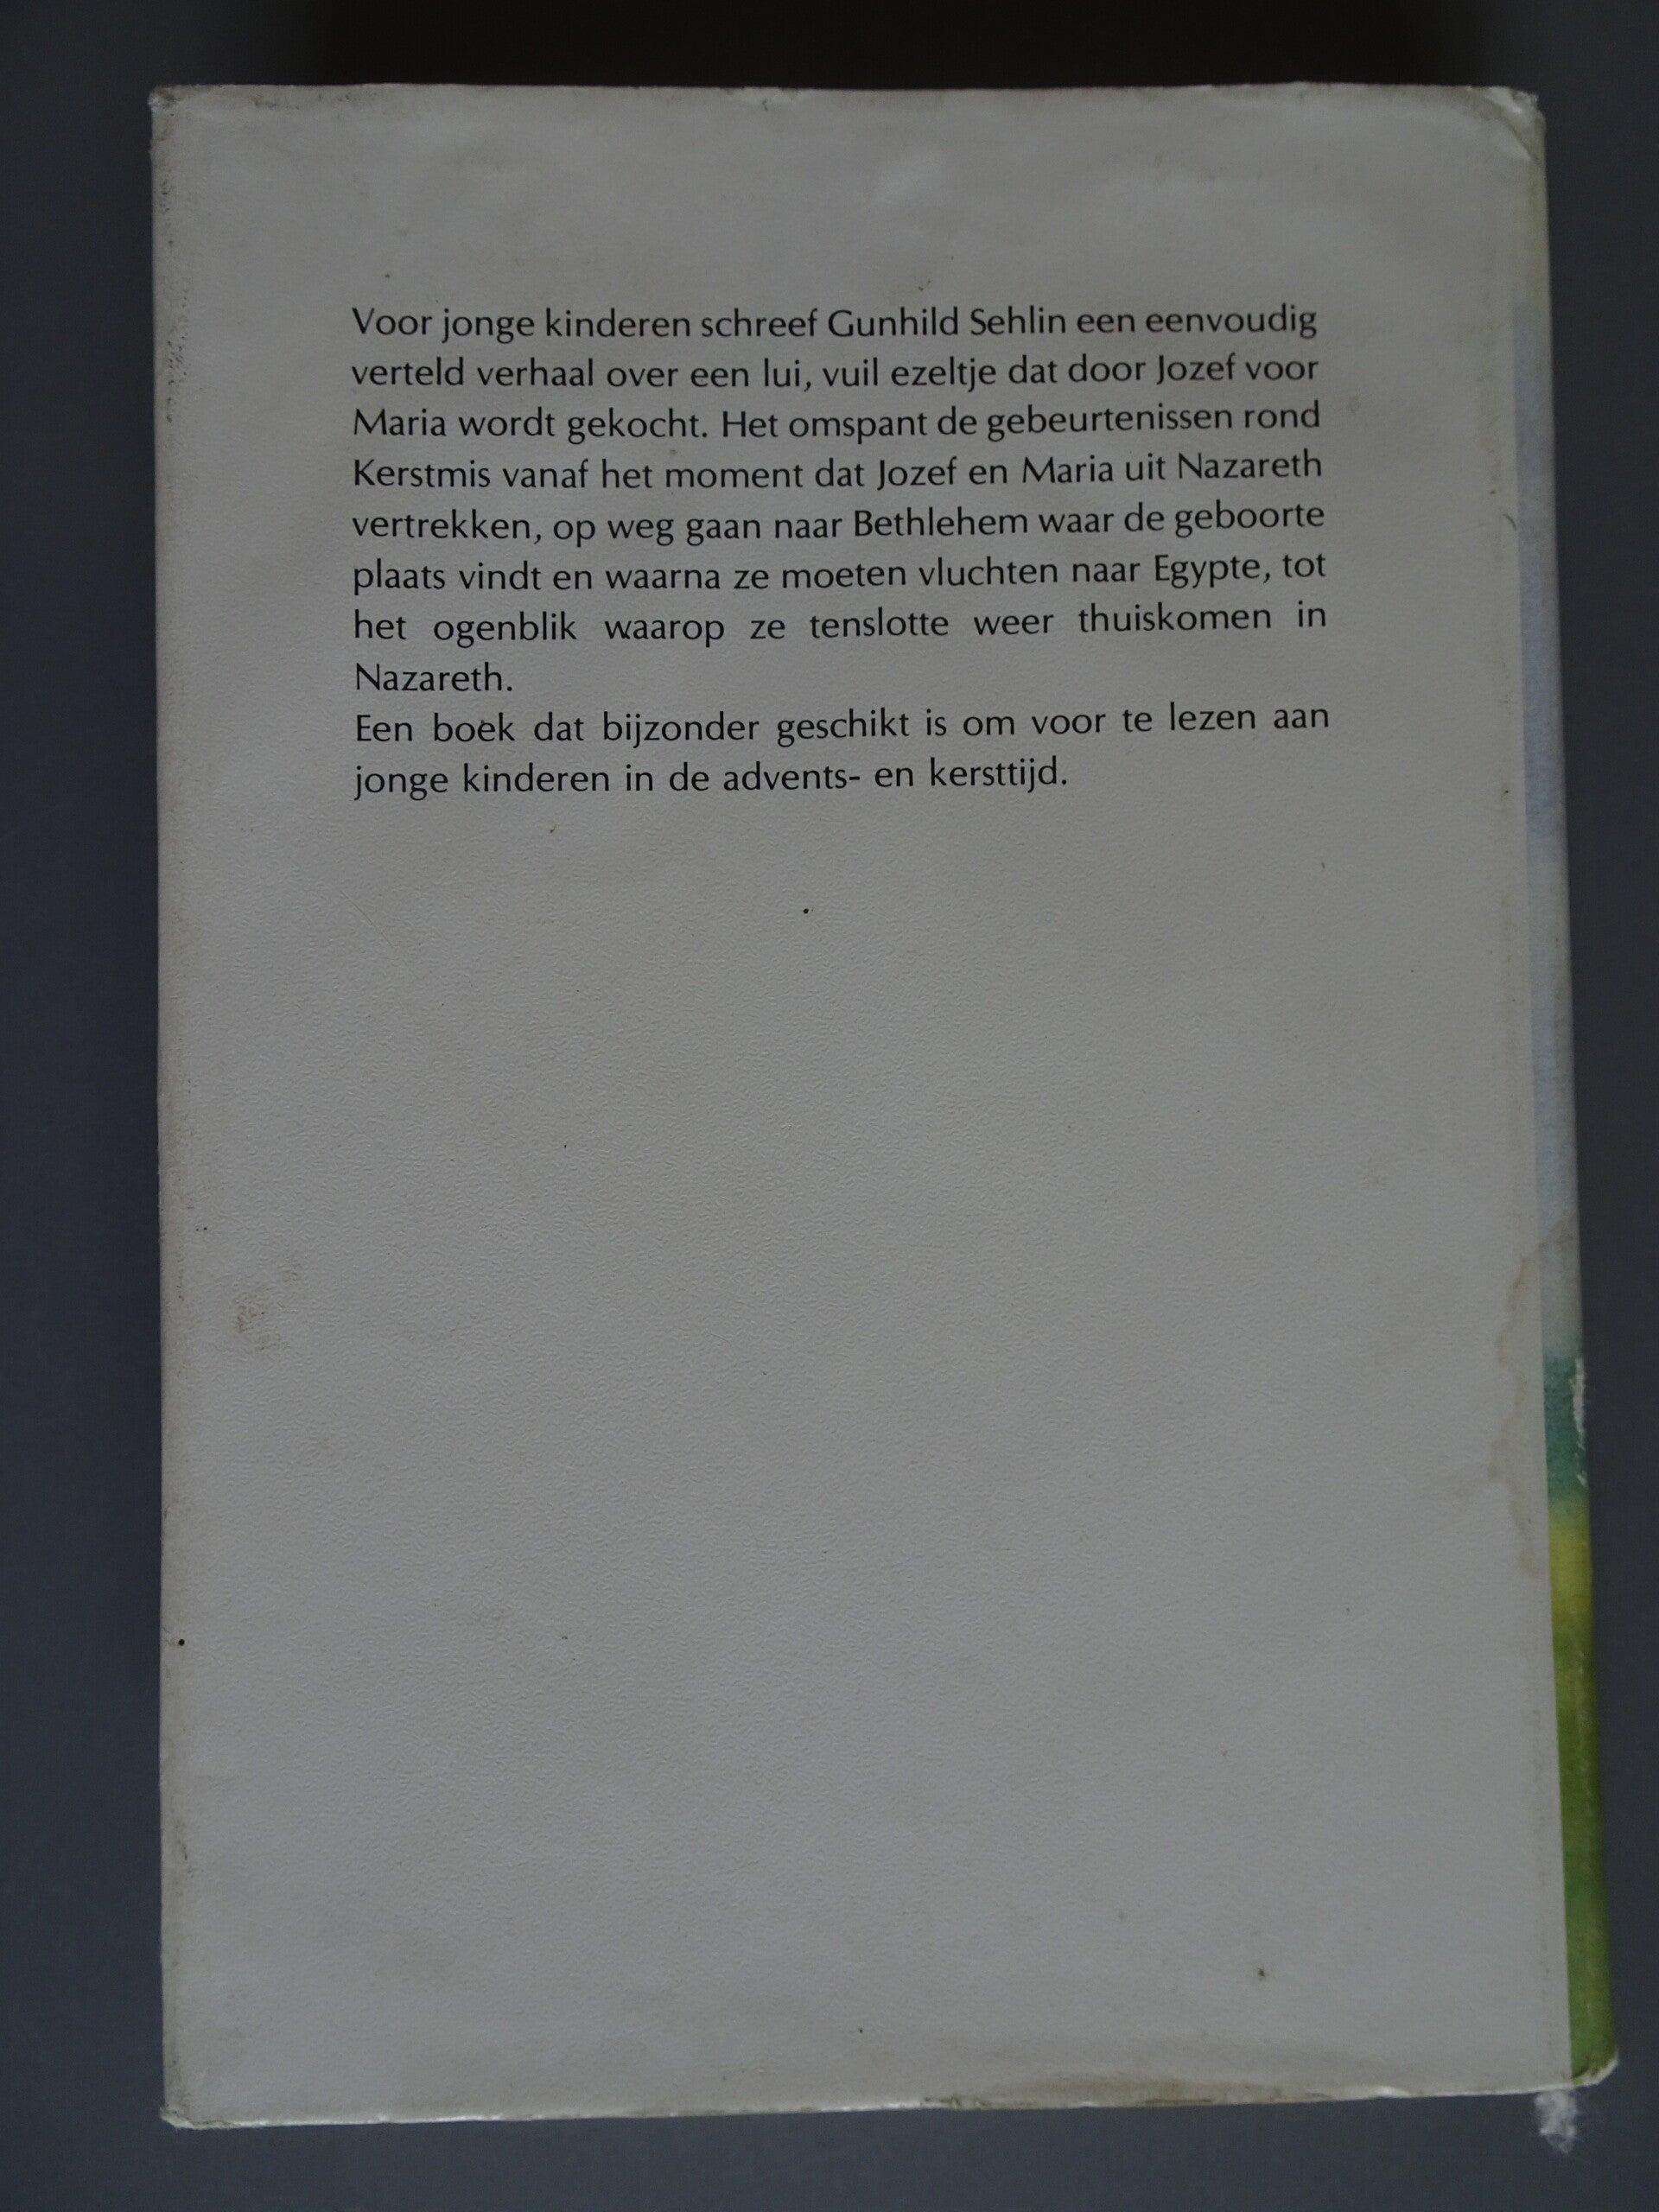 Voor jonge kinderen schreef Gunhild Sehlin een eenvoudig
verteld verhaal over een lui, vuil ezeltje dat door Jozef voor
Maria wordt gekocht. Het omspant de gebeurtenissen rond
Kerstmis vanaf het moment dat Jozef en Maria uit Nazareth
vertrekken, op weg gaan naar Bethlehem waar de geboorte
plaats vindt en waarna ze moeten vluchten naar Egypte, tot
het ogenblik waarop ze tenslotte weer thuiskomen in
Nazareth.
Een boek dat bijzonder geschikt is om voor te lezen aan
jonge kinderen in de advents- en kersttijd.